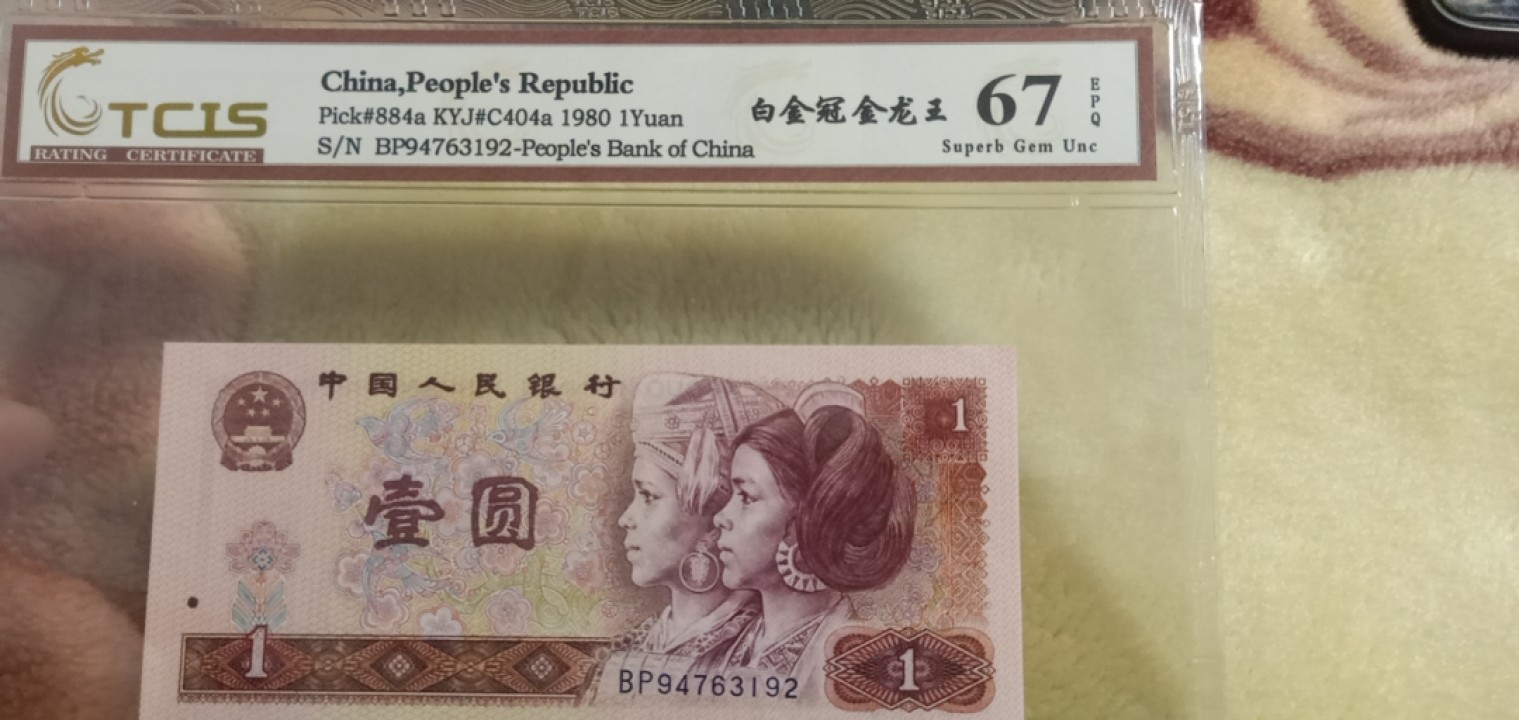 TCIS
RATING CERTIFICATE
China,People's Republic
Pick#884a KYJ#C404a 1980 1Yuan
S/N BP94763192-People's Bank of China
白金冠金龙王
67
EPQ
Superb Gem Unc
中国人民银行
1
壹圆
1
1
BP94763192